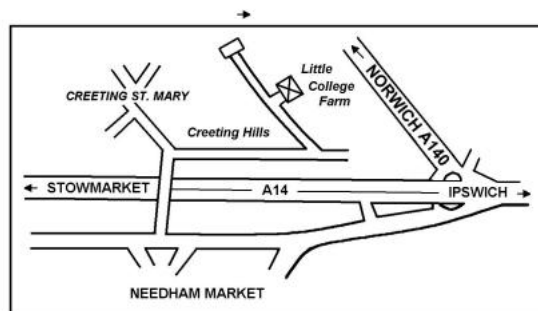 Little
College
Farm
CREETING ST. MARY
NORWICH A140
Creeting Hills
STOWMARKET
A14
IPSWICH
NEEDHAM MARKET